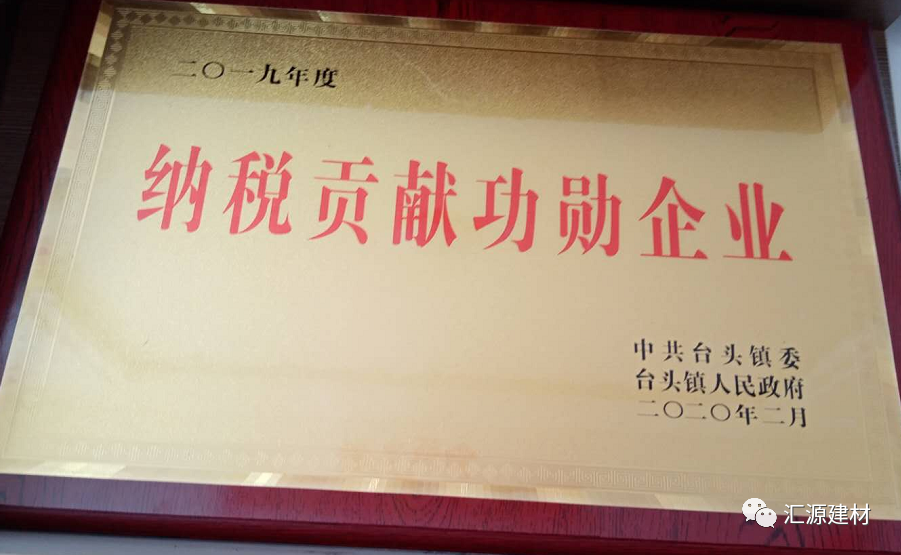 二〇一九年度
纳税贡献功勋企业
中共台头镇委
台头镇人民政府
二〇二〇年二月
汇源建材